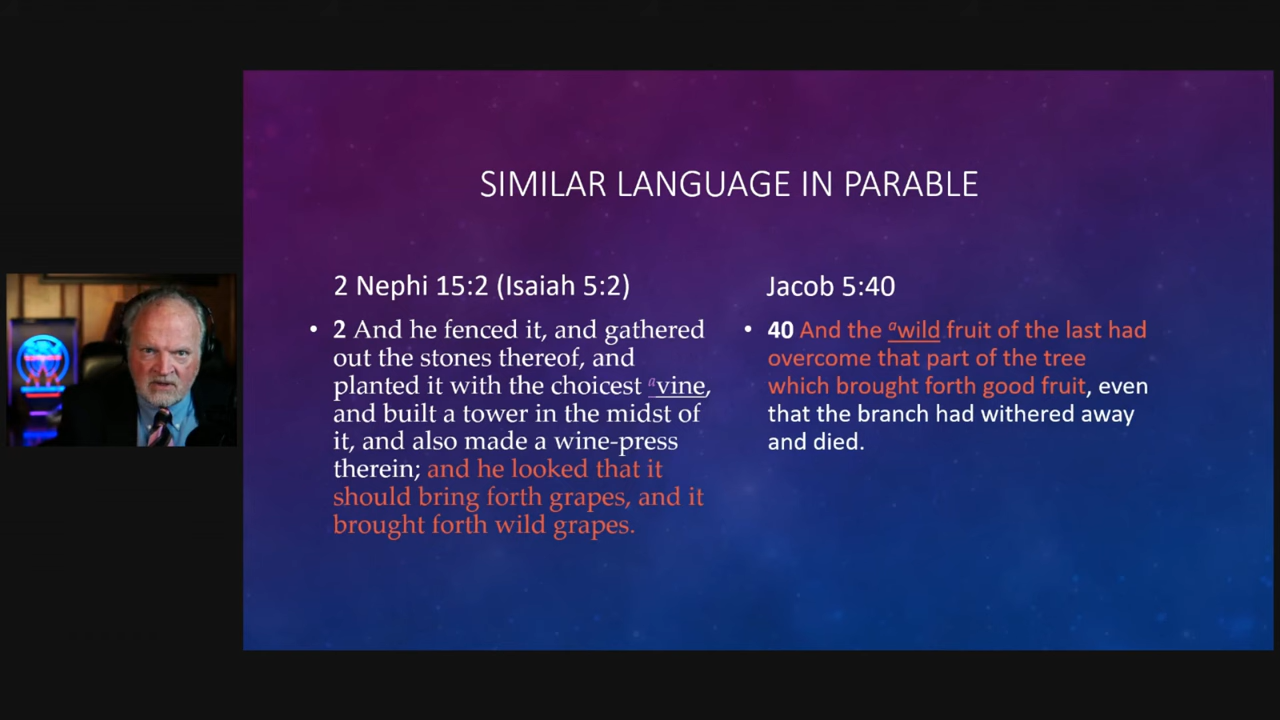 SIMILAR LANGUAGE IN PARABLE
2 Nephi 15:2 (Isaiah 5:2)
• 2 And he fenced it, and gathered
out the stones thereof, and
planted it with the choicest avine,
and built a tower in the midst of
it, and also made a wine-press
therein; and he looked that it
should bring forth grapes, and it
brought forth wild grapes.
Jacob 5:40
• 40 And the awild fruit of the last had
overcome that part of the tree
which brought forth good fruit, even
that the branch had withered away
and died.